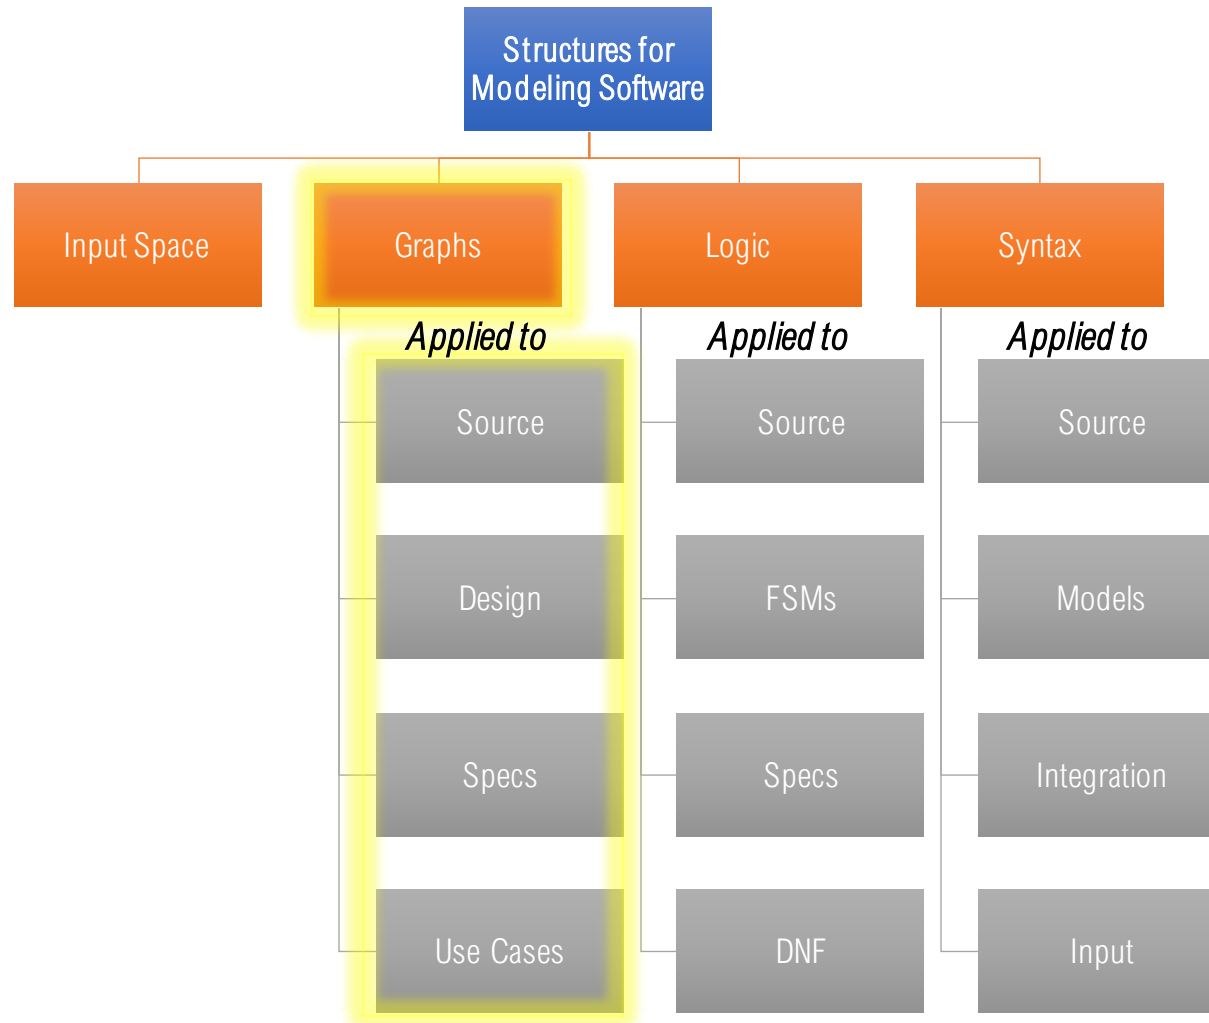 Structures for
Modeling Software
Input Space
Graphs
Logic
Syntax
Applied to
Applied to
Applied to
Source
Source
Source
Design
FSMs
Models
Specs
Specs
Integration
Use Cases
DNF
Input